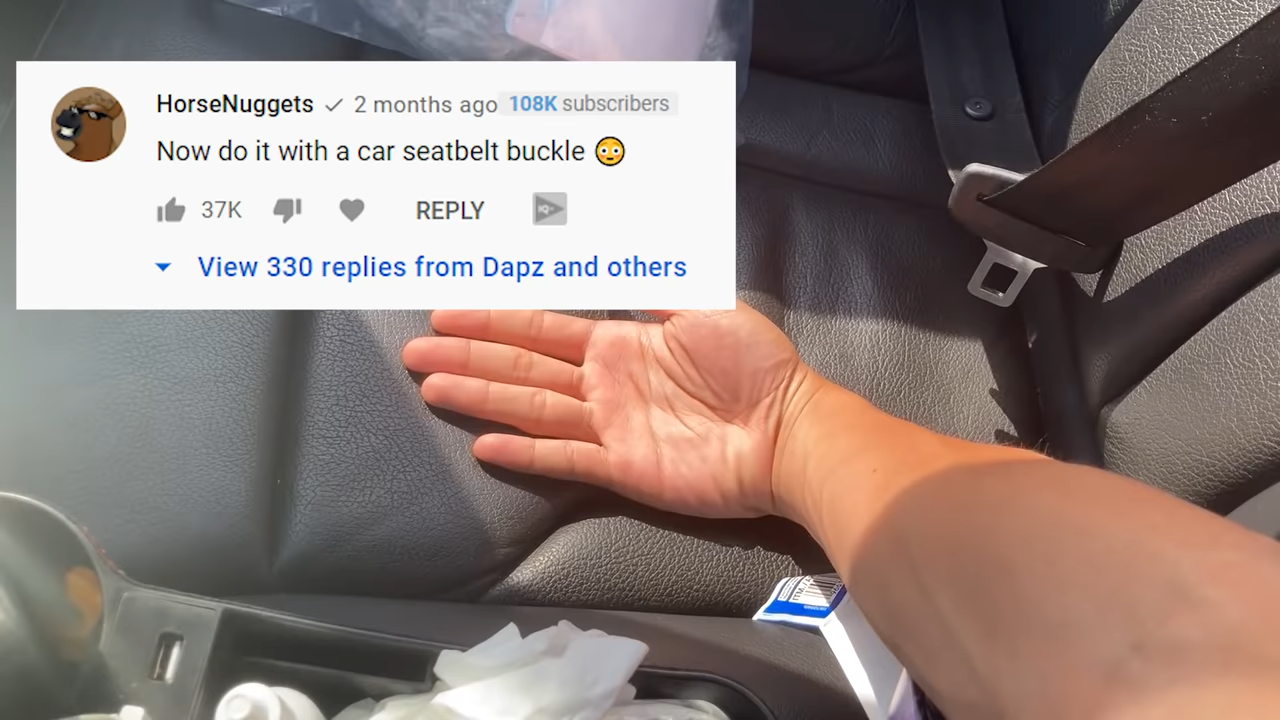 HorseNuggets ✓ 2 months ago 108K subscribers
Now do it with a car seatbelt buckle 😳
37K REPLY
View 330 replies from Dapz and others